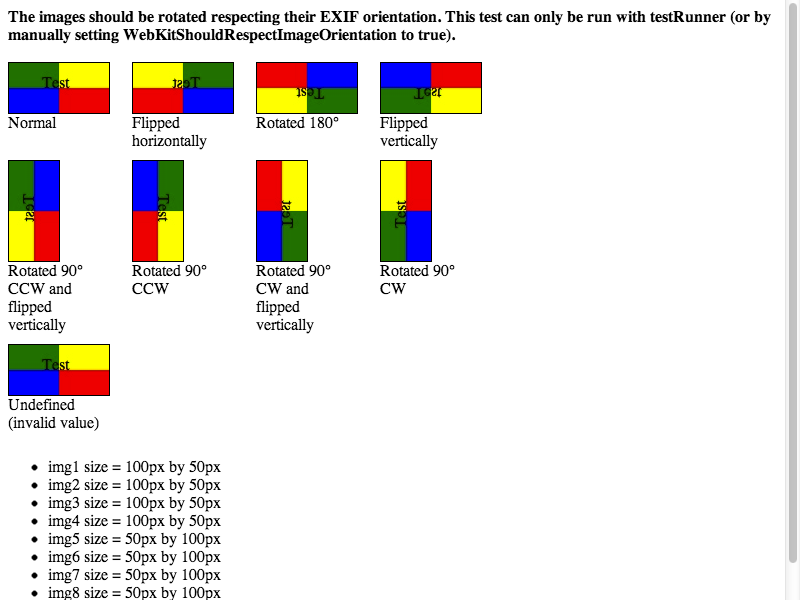 The images should be rotated respecting their EXIF orientation. This test can only be run with testRunner (or by
manually setting WebKitShouldRespectImageOrientation to true).
Test
Test
Test
Test
Normal
Flipped
horizontally
Rotated 180°
Flipped
vertically
Test
Test
Test
Test
Rotated 90°
CCW and
flipped
vertically
Rotated 90°
CCW
Rotated 90°
CW and
flipped
vertically
Rotated 90°
CW
Test
Undefined
(invalid value)
img1 size = 100px by 50px
img2 size = 100px by 50px
img3 size = 100px by 50px
img4 size = 100px by 50px
img5 size = 50px by 100px
img6 size = 50px by 100px
img7 size = 50px by 100px
img8 size = 50px by 100px